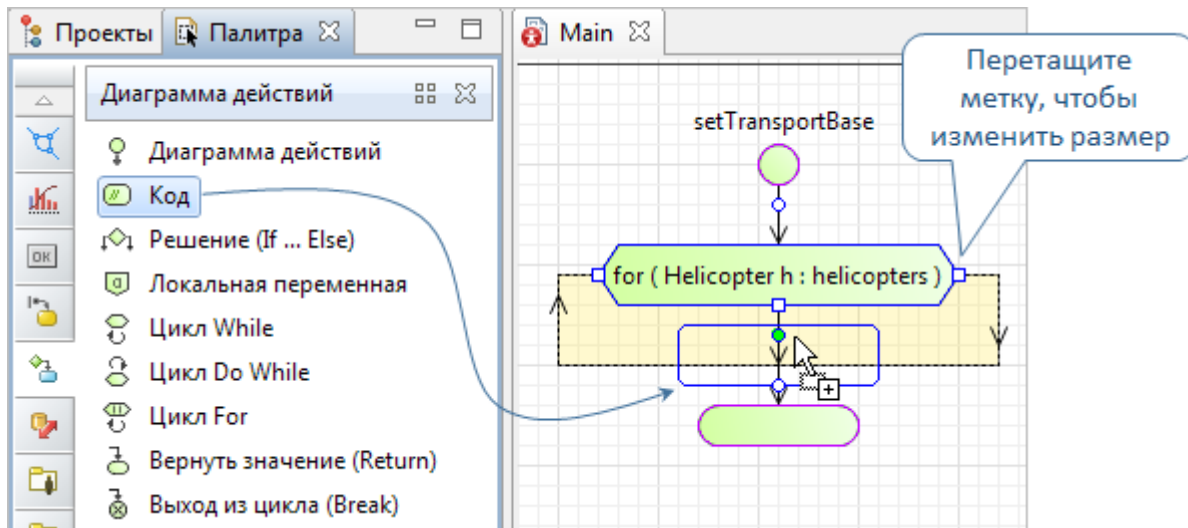 Проекты
Палитра
Main
Диаграмма действий
Диаграмма действий
Код
Решение (If ... Else)
Локальная переменная
Цикл While
Цикл Do While
Цикл For
Вернуть значение (Return)
Выход из цикла (Break)
OK
setTransportBase
for ( Helicopter h : helicopters )
Перетащите
метку, чтобы
изменить размер